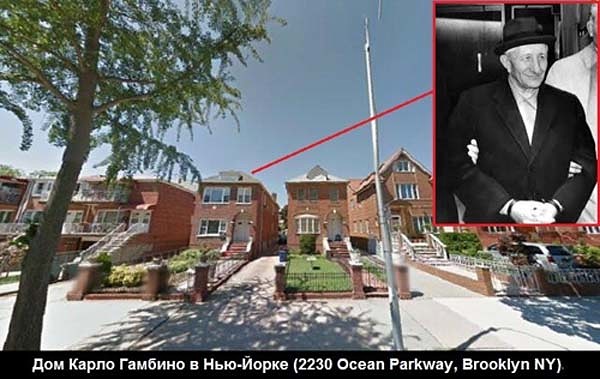 Дом Карло Гамбино в Нью-Йорке (2230 Ocean Parkway, Brooklyn NY).